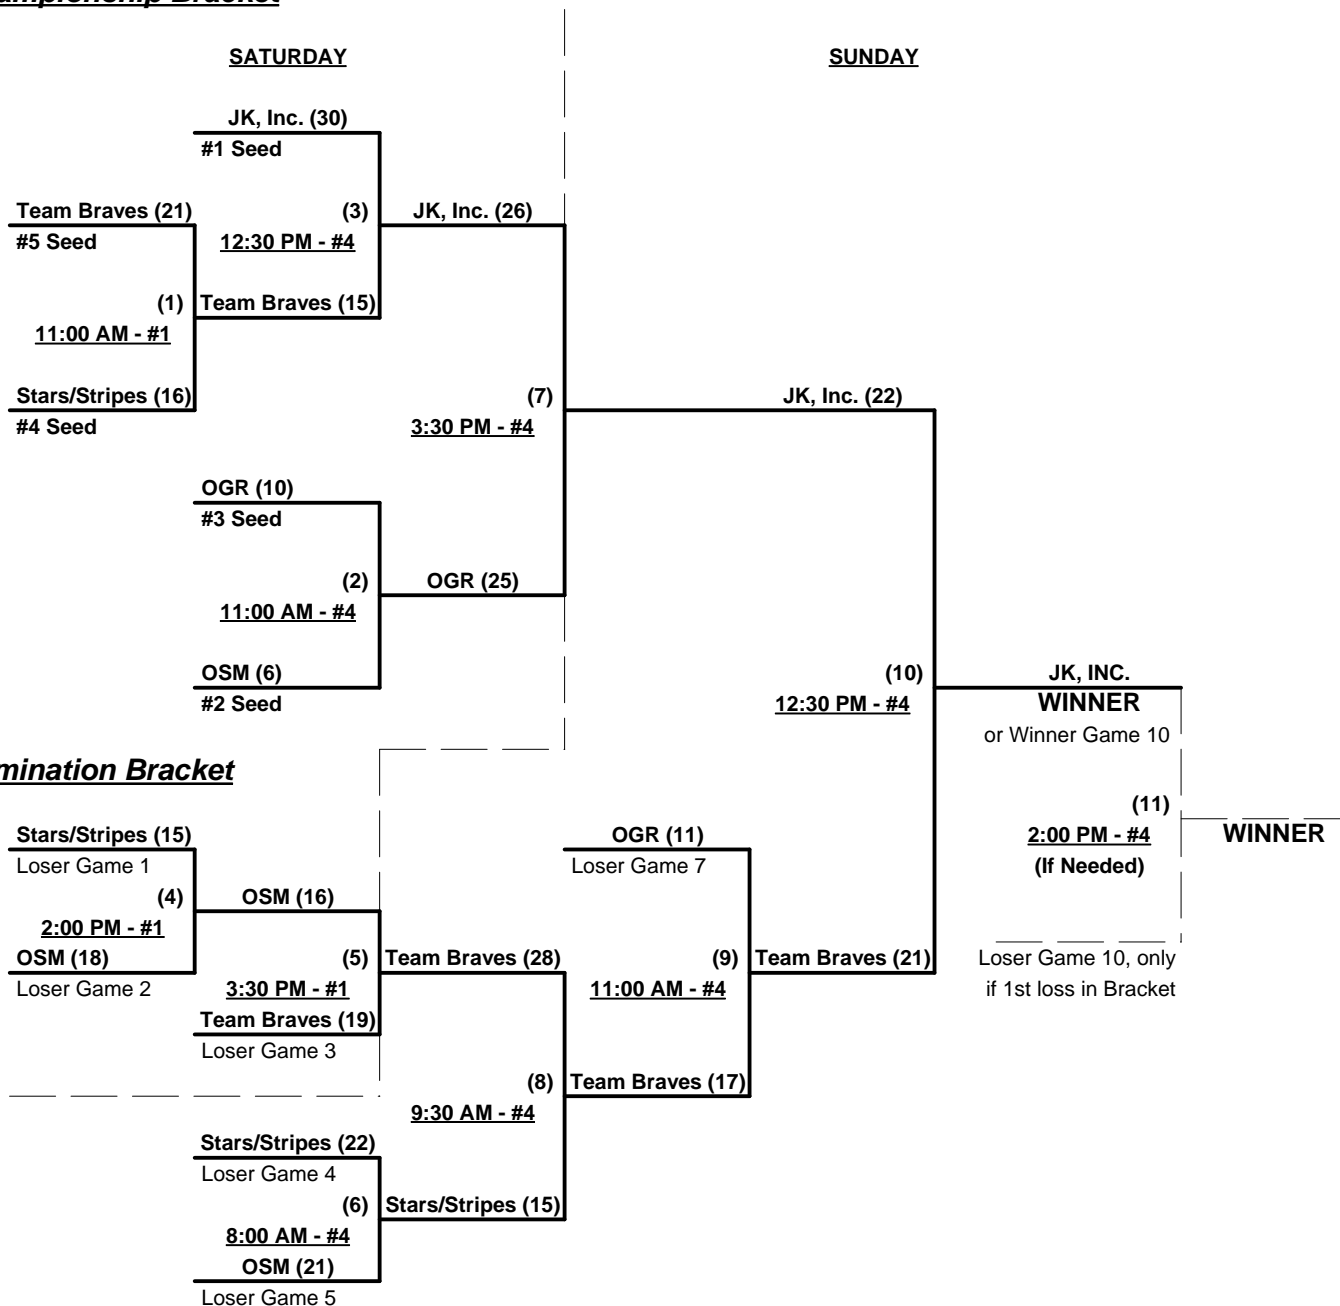 SATURDAY
SUNDAY
JK, Inc. (30)
#1 Seed
Team Braves (21)
(3)
JK, Inc. (26)
#5 Seed
12:30 PM - #4
(1)
Team Braves (15)
11:00 AM - #1
Stars/Stripes (16)
(7)
JK, Inc. (22)
#4 Seed
3:30 PM - #4
OGR (10)
#3 Seed
(2)
OGR (25)
11:00 AM - #4
OSM (6)
(10)
JK, INC.
#2 Seed
12:30 PM - #4
WINNER
or Winner Game 10
Bracket
(11)
Stars/Stripes (15)
OGR (11)
2:00 PM - #4
WINNER
Loser Game 1
Loser Game 7
(If Needed)
(4)
OSM (16)
2:00 PM - #1
OSM (18)
(5)
Team Braves (28)
(9)
Team Braves (21)
Loser Game 10, only
Loser Game 2
3:30 PM - #1
11:00 AM - #4
if 1st loss in Bracket
Team Braves (19)
Loser Game 3
(8)
Team Braves (17)
9:30 AM - #4
Stars/Stripes (22)
Loser Game 4
(6)
Stars/Stripes (15)
8:00 AM - #4
OSM (21)
Loser Game 5